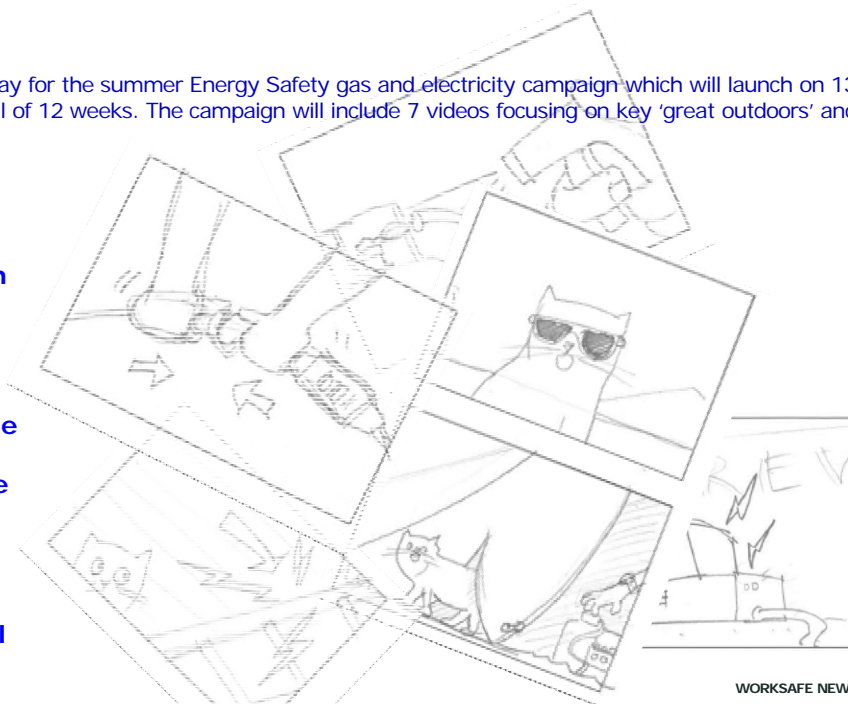 ay for the summer Energy Safety gas and electricity campaign which will launch on 13
l of 12 weeks. The campaign will include 7 videos focusing on key ‘great outdoors’ and
n
e
e
l
REV
WORKSAFE NEW